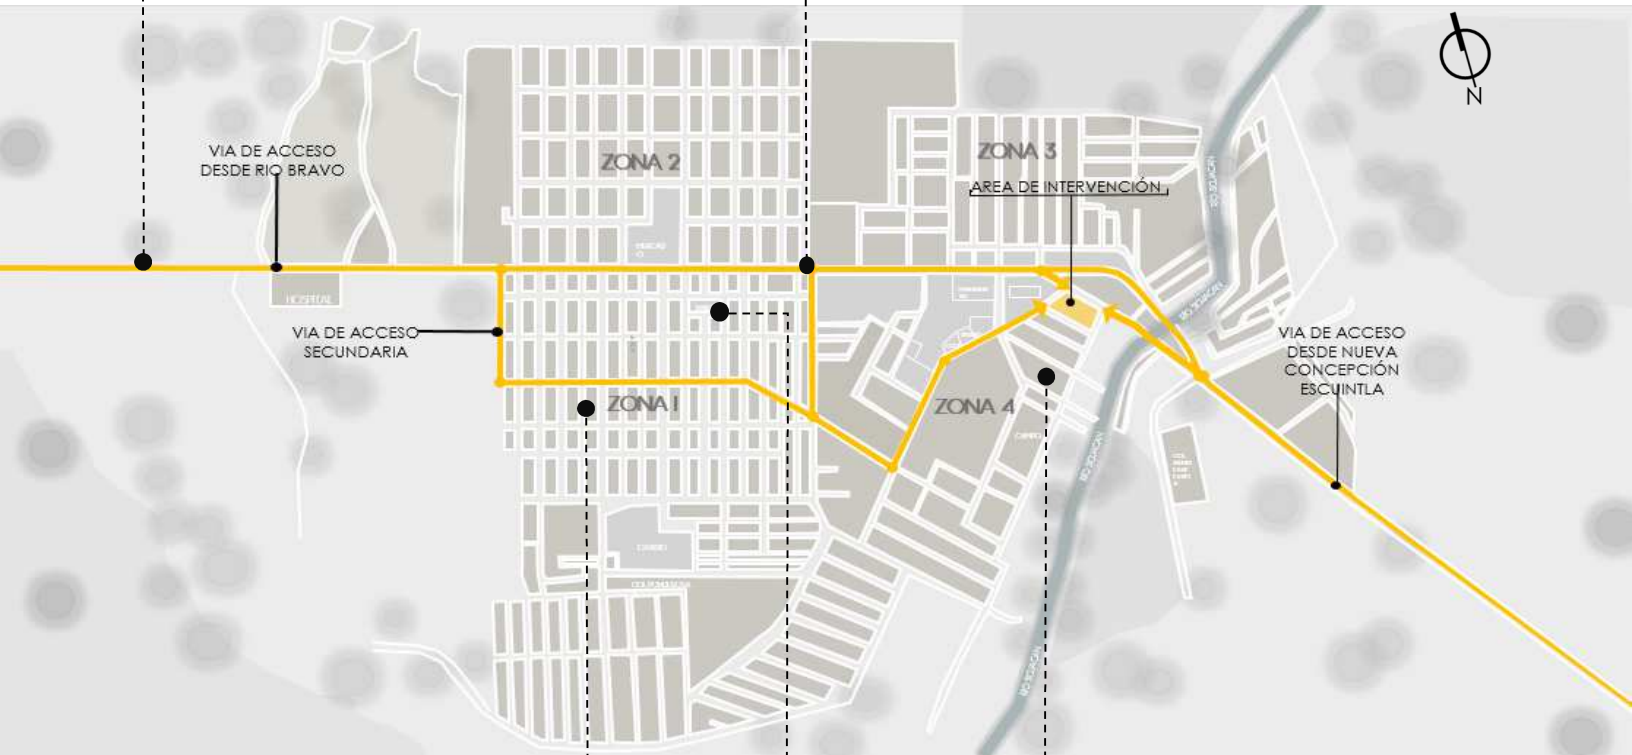 N
VIA DE ACCESO
DESDE RIO BRAVO
ZONA 2
ZONA 3
AREA DE INTERVENCIÓN
HOSPITAL
VIA DE ACCESO
SECUNDARIA
VIA DE ACCESO
DESDE NUEVA
CONCEPCIÓN
ESCUINTLA
ZONA 1
ZONA 4